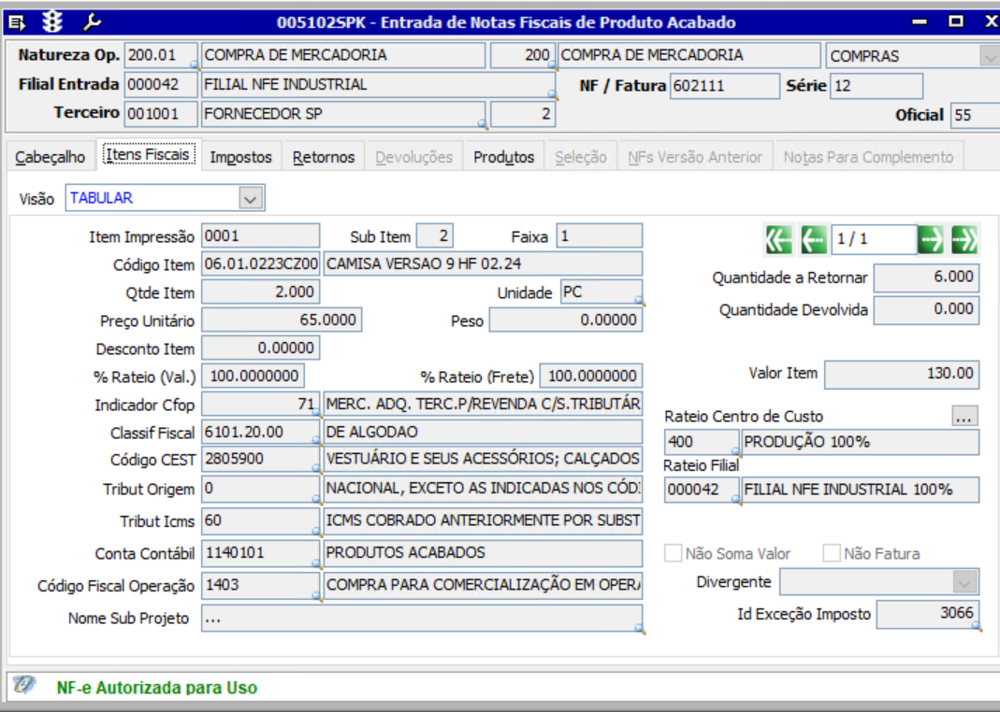 005102SPK - Entrada de Notas Fiscais de Produto Acabado
Natureza Op. 200.01 COMPRA DE MERCADORIA 200 COMPRA DE MERCADORIA COMPRAS
Filial Entrada 000042 FILIAL NFE INDUSTRIAL NF / Fatura 602111 Série 12
Terceiro 001001 FORNECEDOR SP 2 Oficial 55
Cabeçalho Itens Fiscais Impostos Retornos Devoluções Produtos Seleção NFs Versão Anterior Notas Para Complemento
Visão TABULAR
Item Impressão 0001 Sub Item 2 Faixa 1 1 / 1
Código Item 06.01.0223CZ00 CAMISA VERSAO 9 HF 02.24 Quantidade a Retornar 6.000
Qtde Item 2.000 Unidade PC Quantidade Devolvida 0.000
Preço Unitário 65.0000 Peso 0.00000
Desconto Item 0.00000
% Rateio (Val.) 100.0000000 % Rateio (Frete) 100.0000000 Valor Item 130.00
Indicador Cfop 71 MERC. ADQ. TERC.P/REVENDA C/S.TRIBUTÁR
Rateio Centro de Custo ...
Classif Fiscal 6101.20.00 DE ALGODAO 400 PRODUÇÃO 100%
Código CEST 2805900 VESTUÁRIO E SEUS ACESSÓRIOS; CALÇADOS Rateio Filial
Tribut Origem 0 NACIONAL, EXCETO AS INDICADAS NOS CÓDI 000042 FILIAL NFE INDUSTRIAL 100%
Tribut Icms 60 ICMS COBRADO ANTERIORMENTE POR SUBST
Conta Contábil 1140101 PRODUTOS ACABADOS Não Soma Valor Não Fatura
Código Fiscal Operação 1403 COMPRA PARA COMERCIALIZAÇÃO EM OPER Divergente
Nome Sub Projeto ... Id Exceção Imposto 3066
NF-e Autorizada para Uso